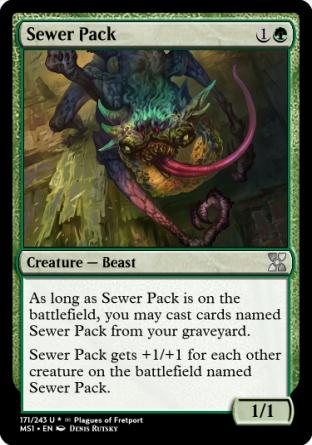 Sewer Pack 1
Creature — Beast
As long as Sewer Pack is on the
battlefield, you may cast cards named
Sewer Pack from your graveyard.
Sewer Pack gets +1/+1 for each other
creature on the battlefield named
Sewer Pack.
1/1
171/243 U * ∞ Plagues of Fretport
MS1 • EN Denis Rutsky